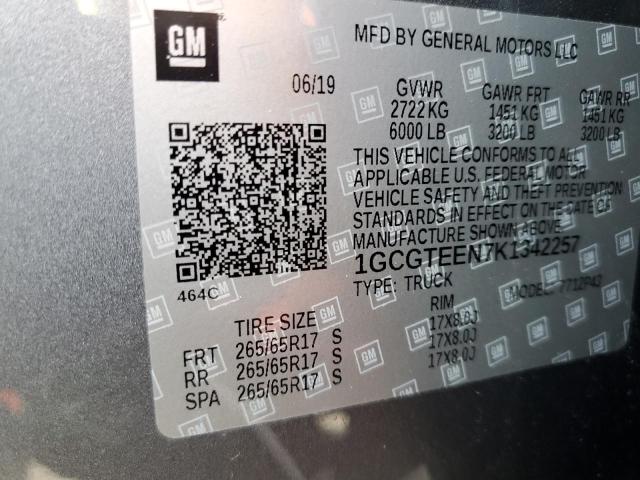 GM
MFD BY GENERAL MOTORS LLC
06/19
GVWR GAWR FRT GAWR RR
2722 KG 1451 KG 1451 KG
6000 LB 3200 LB 3200 LB
THIS VEHICLE CONFORMS TO ALL
APPLICABLE U.S. FEDERAL MOTOR
VEHICLE SAFETY AND THEFT PREVENTION
STANDARDS IN EFFECT ON THE DATE OF
MANUFACTURE SHOWN ABOVE
1GCGTEEN7K1342257
TYPE: TRUCK MODEL: 7712P43
464C
TIRE SIZE RIM
FRT 265/65R17 S 17X8.0J
RR 265/65R17 S 17X8.0J
SPA 265/65R17 S 17X8.0J